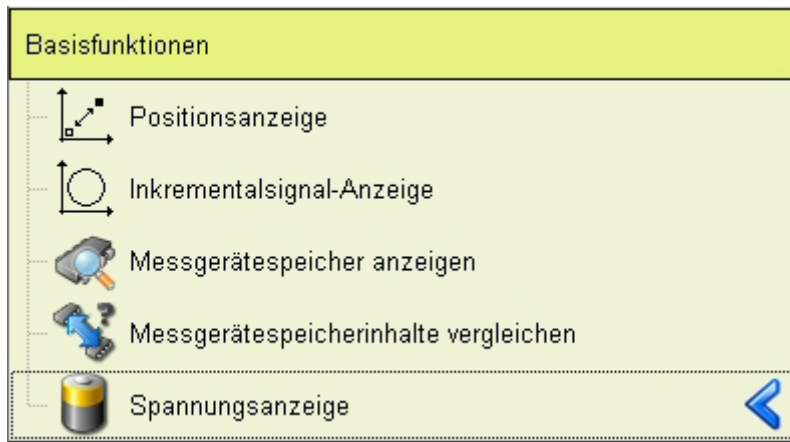 Basisfunktionen
Positionsanzeige
Inkrementalsignal-Anzeige
Messgerätespeicher anzeigen
?
Messgerätespeicherinhalte vergleichen
Spannungsanzeige